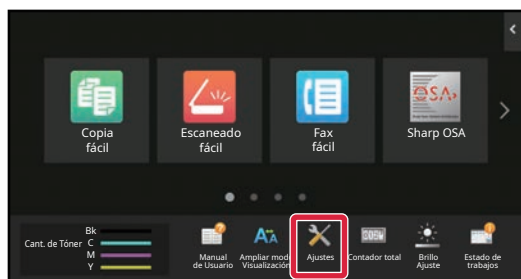 Copia
fácil
Escaneado
fácil
Fax
fácil
Sharp OSA
Cant. de Tóner
Bk
C
M
Y
Manual
de Usuario
Ampliar modo
Visualización
Ajustes
Contador total
Brillo
Ajuste
Estado de
trabajos